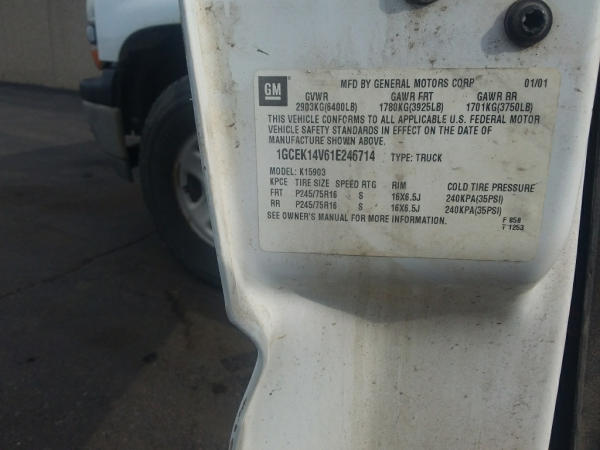 GM MFD BY GENERAL MOTORS CORP 01/01
GVWR GAWR FRT GAWR RR
2903KG(6400LB) 1780KG(3925LB) 1701KG(3750LB)
THIS VEHICLE CONFORMS TO ALL APPLICABLE U.S. FEDERAL MOTOR
VEHICLE SAFETY STANDARDS IN EFFECT ON THE DATE OF
MANUFACTURE SHOWN ABOVE.
1GCEK14V61E246714 TYPE: TRUCK
MODEL: K15903
KPCE TIRE SIZE SPEED RTG RIM COLD TIRE PRESSURE
FRT P245/75R16 S 16X6.5J 240KPA(35PSI)
RR P245/75R16 S 16X6.5J 240KPA(35PSI)
SEE OWNER'S MANUAL FOR MORE INFORMATION.
F 858
T 1253